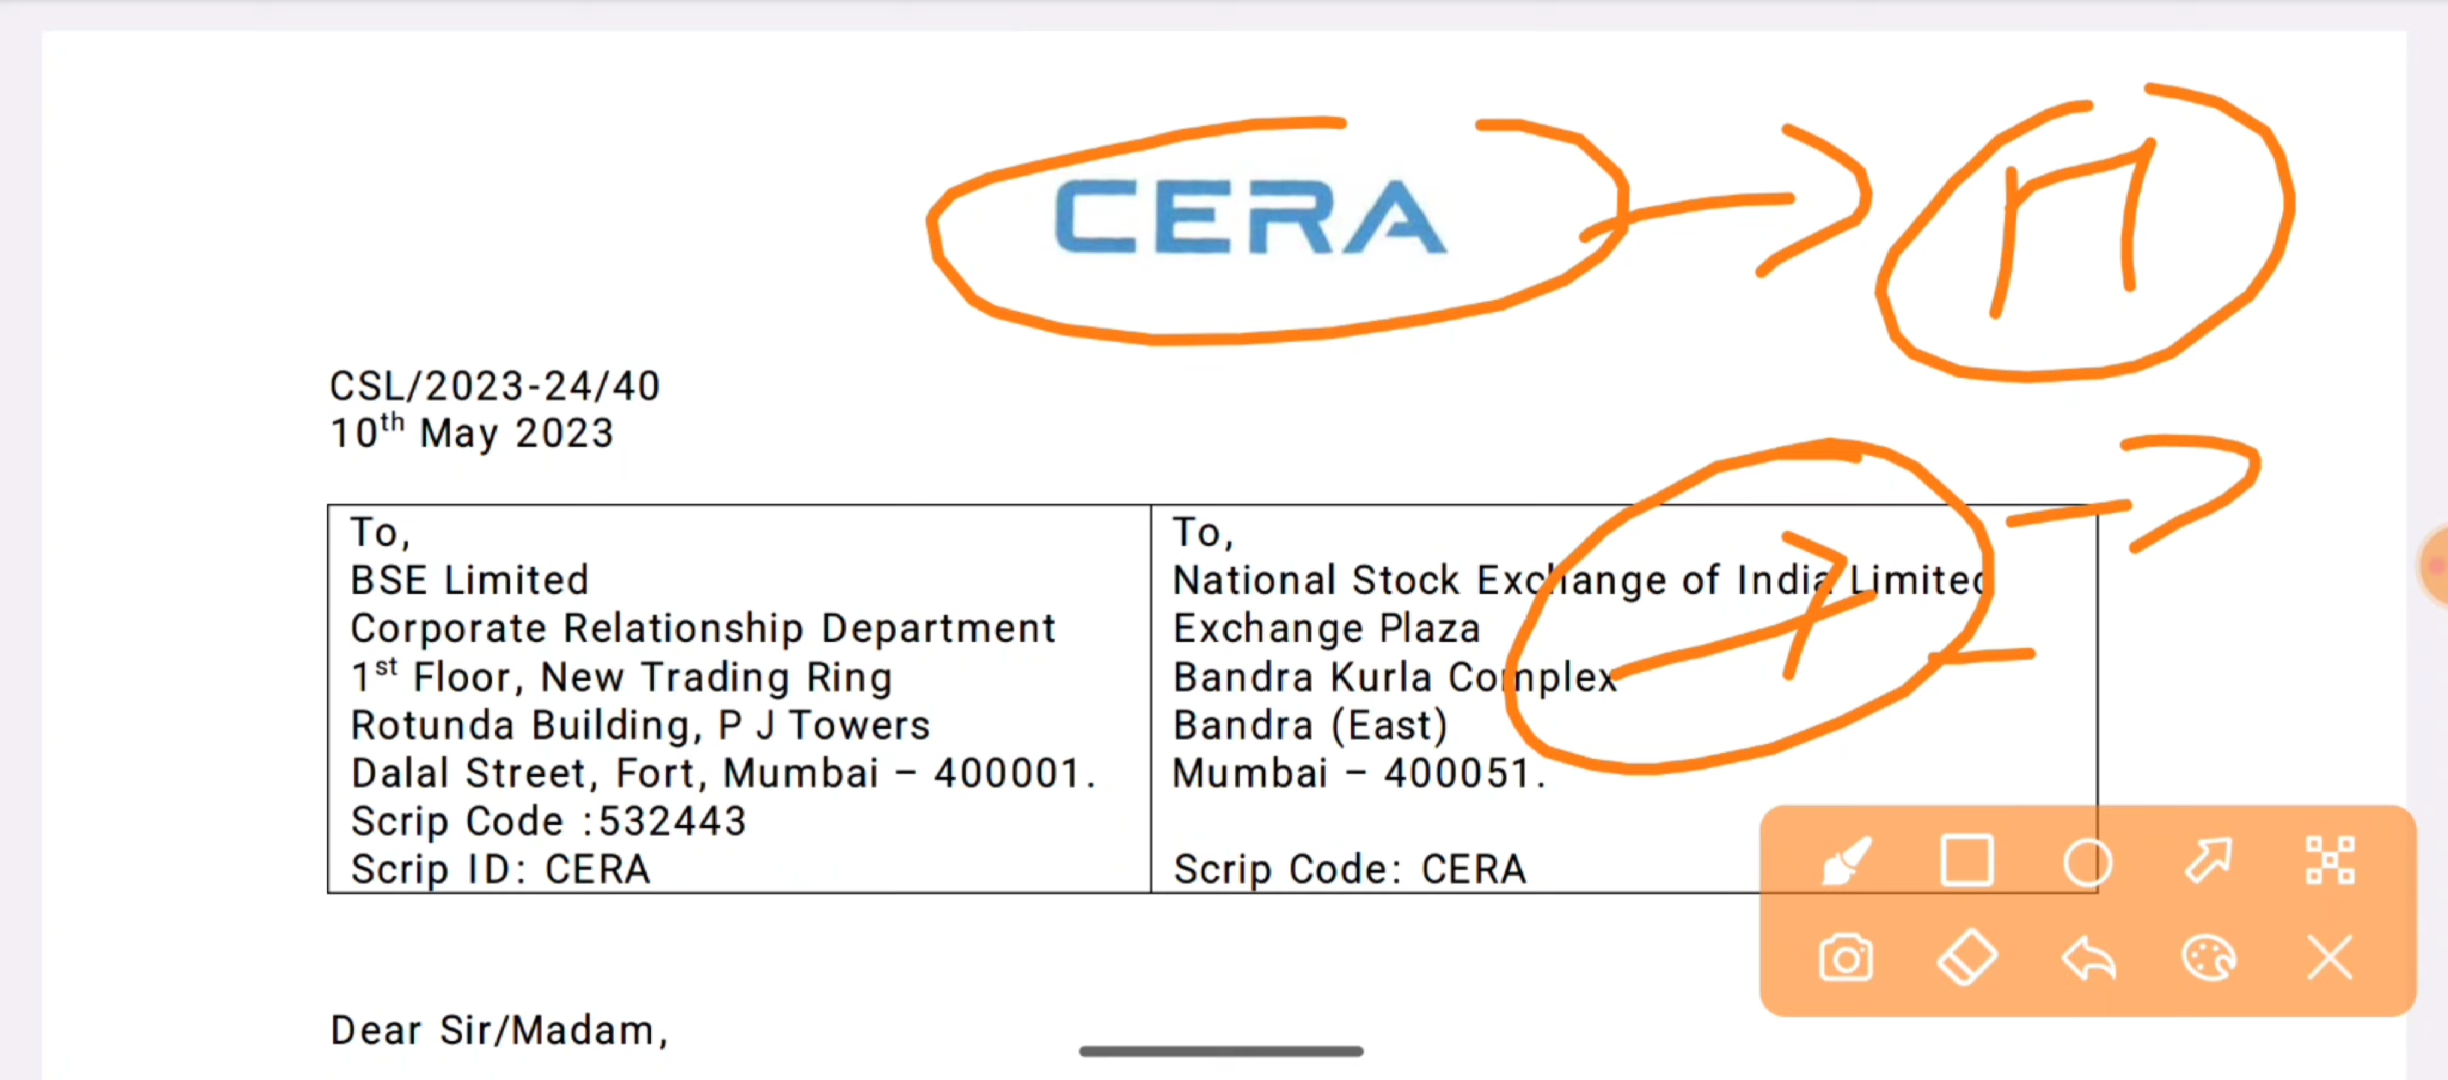 CERA
CSL/2023-24/40
10th May 2023
To,
BSE Limited
Corporate Relationship Department
1st Floor, New Trading Ring
Rotunda Building, P J Towers
Dalal Street, Fort, Mumbai – 400001.
Scrip Code :532443
Scrip ID: CERA
To,
National Stock Exchange of India Limited
Exchange Plaza
Bandra Kurla Complex
Bandra (East)
Mumbai – 400051.
Scrip Code: CERA
Dear Sir/Madam,